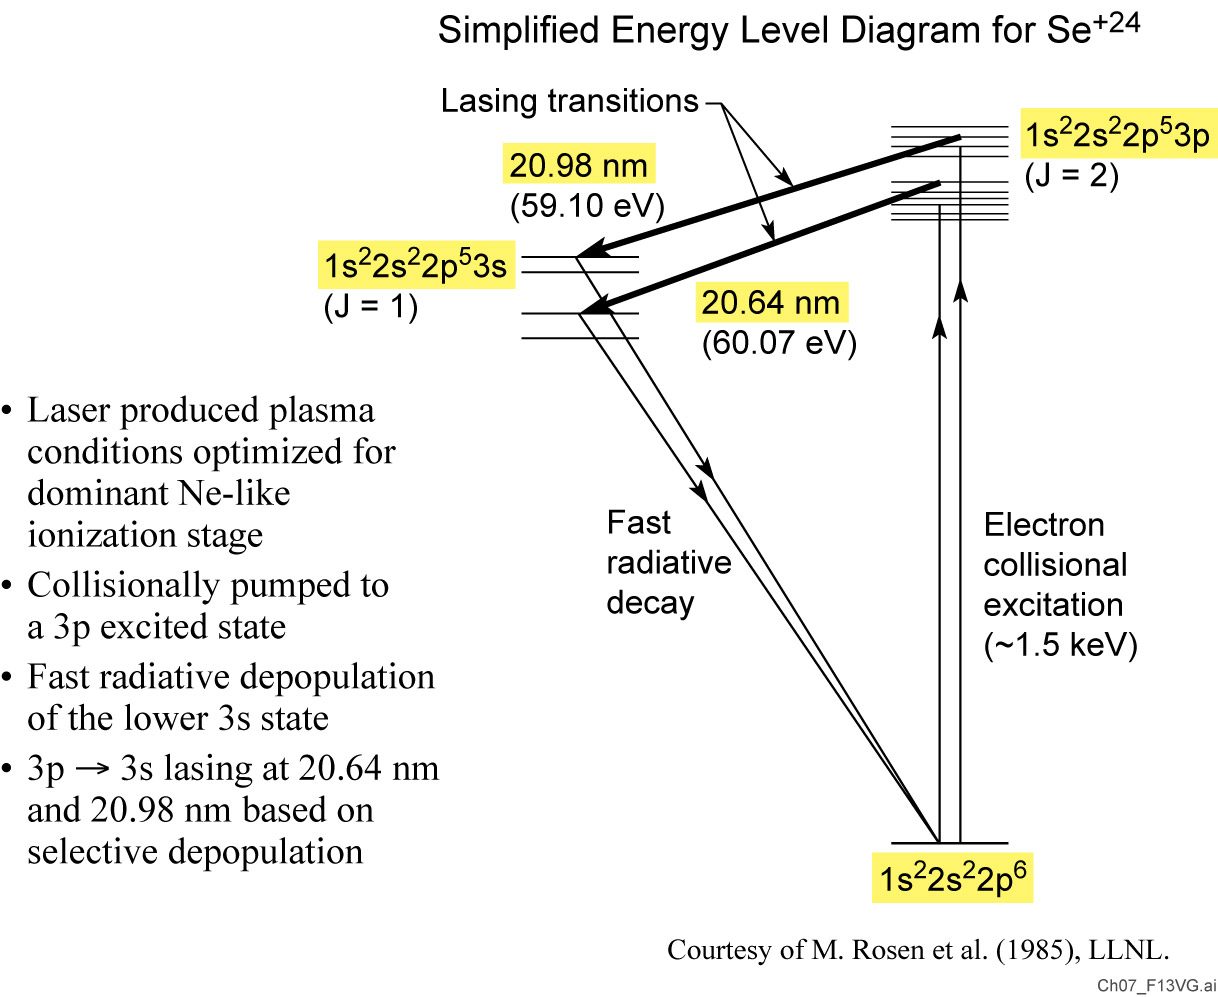 Simplified Energy Level Diagram for Se⁺²⁴
Lasing transitions
20.98 nm
(59.10 eV)
1s²2s²2p⁵3p
(J = 2)
1s²2s²2p⁵3s
(J = 1)
20.64 nm
(60.07 eV)
• Laser produced plasma
conditions optimized for
dominant Ne-like
ionization stage
• Collisionally pumped to
a 3p excited state
• Fast radiative depopulation
of the lower 3s state
• 3p → 3s lasing at 20.64 nm
and 20.98 nm based on
selective depopulation
Fast
radiative
decay
Electron
collisional
excitation
(~1.5 keV)
1s²2s²2p⁶
Courtesy of M. Rosen et al. (1985), LLNL.
Ch07_F13VG.ai